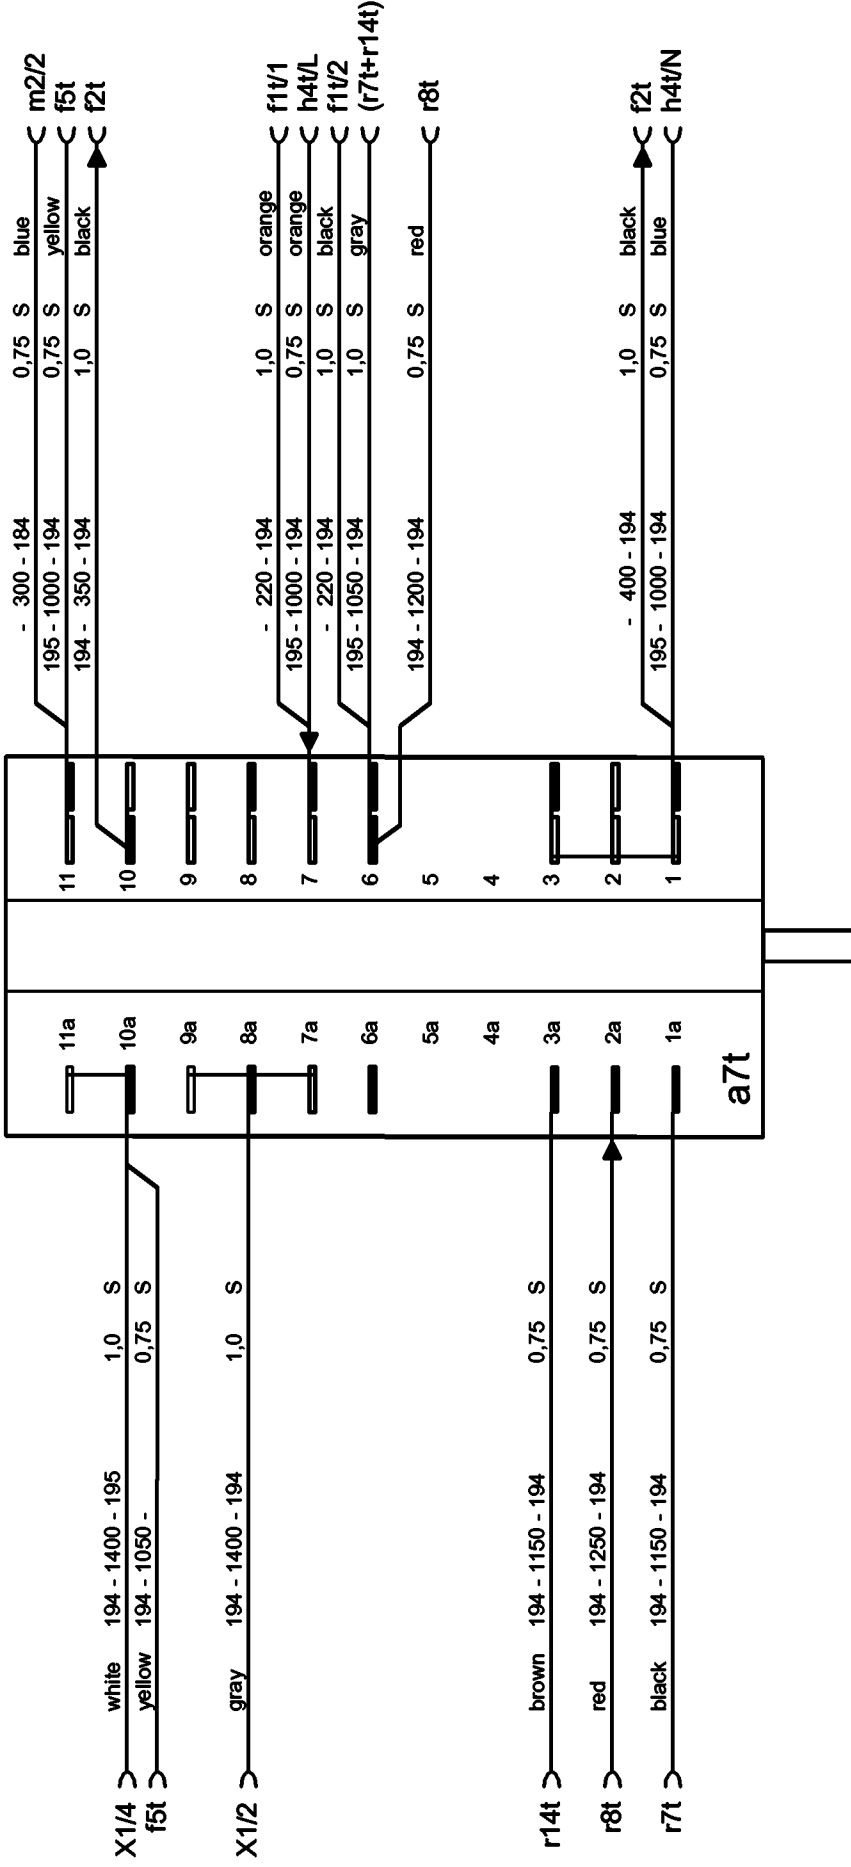 m2/2 blue 0,75 S - 300 - 184
f5t yellow 0,75 S 195 - 1000 - 194
f2t black 1,0 S 194 - 350 - 194
f1t/1 orange 1,0 S - 220 - 194
h4t/L orange 0,75 S 195 - 1000 - 194
f1t/2 black 1,0 S - 220 - 194
(r7t+r14t) gray 1,0 S 195 - 1050 - 194
r8t red 0,75 S 194 - 1200 - 194
f2t black 1,0 S - 400 - 194
h4t/N blue 0,75 S 195 - 1000 - 194
11
10
9
8
7
6
5
4
3
2
1
11a
10a
9a
8a
7a
6a
5a
4a
3a
2a
1a
a7t
X1/4 white 194 - 1400 - 195 1,0 S
f5t yellow 194 - 1050 - 0,75 S
X1/2 gray 194 - 1400 - 194 1,0 S
r14t brown 194 - 1150 - 194 0,75 S
r8t red 194 - 1250 - 194 0,75 S
r7t black 194 - 1150 - 194 0,75 S